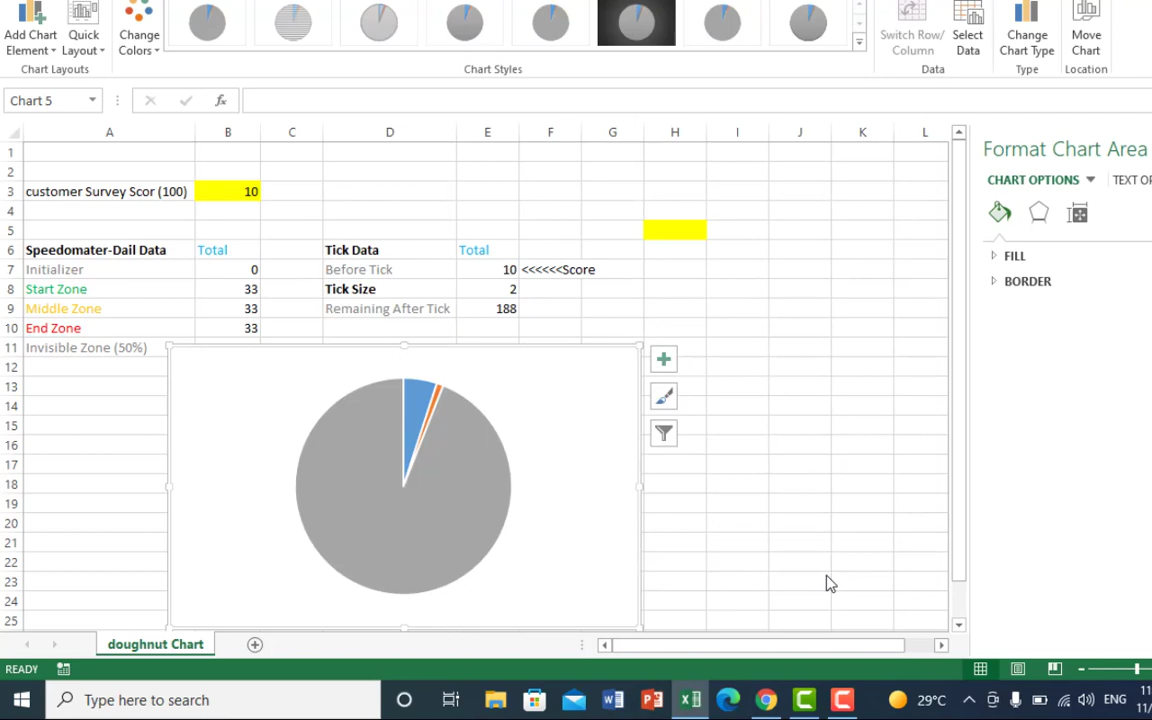 Add Chart Element
Quick Layout
Change Colors
Switch Row/ Column
Select Data
Change Chart Type
Move Chart
Chart Layouts
Chart Styles
Data
Type
Location
Chart 5
fx
A B C D E F G H I J K L
Format Chart Area
CHART OPTIONS
FILL
BORDER
1
2
3 customer Survey Scor (100) 10
4
5
6 Speedomater-Dail Data Total Tick Data Total
7 Initializer 0 Before Tick 10 <<<<<<Score
8 Start Zone 33 Tick Size 2
9 Middle Zone 33 Remaining After Tick 188
10 End Zone 33
11 Invisible Zone (50%)
12
13
14
15
16
17
18
19
20
21
22
23
24
25
doughnut Chart
READY
Type here to search
29°C
ENG